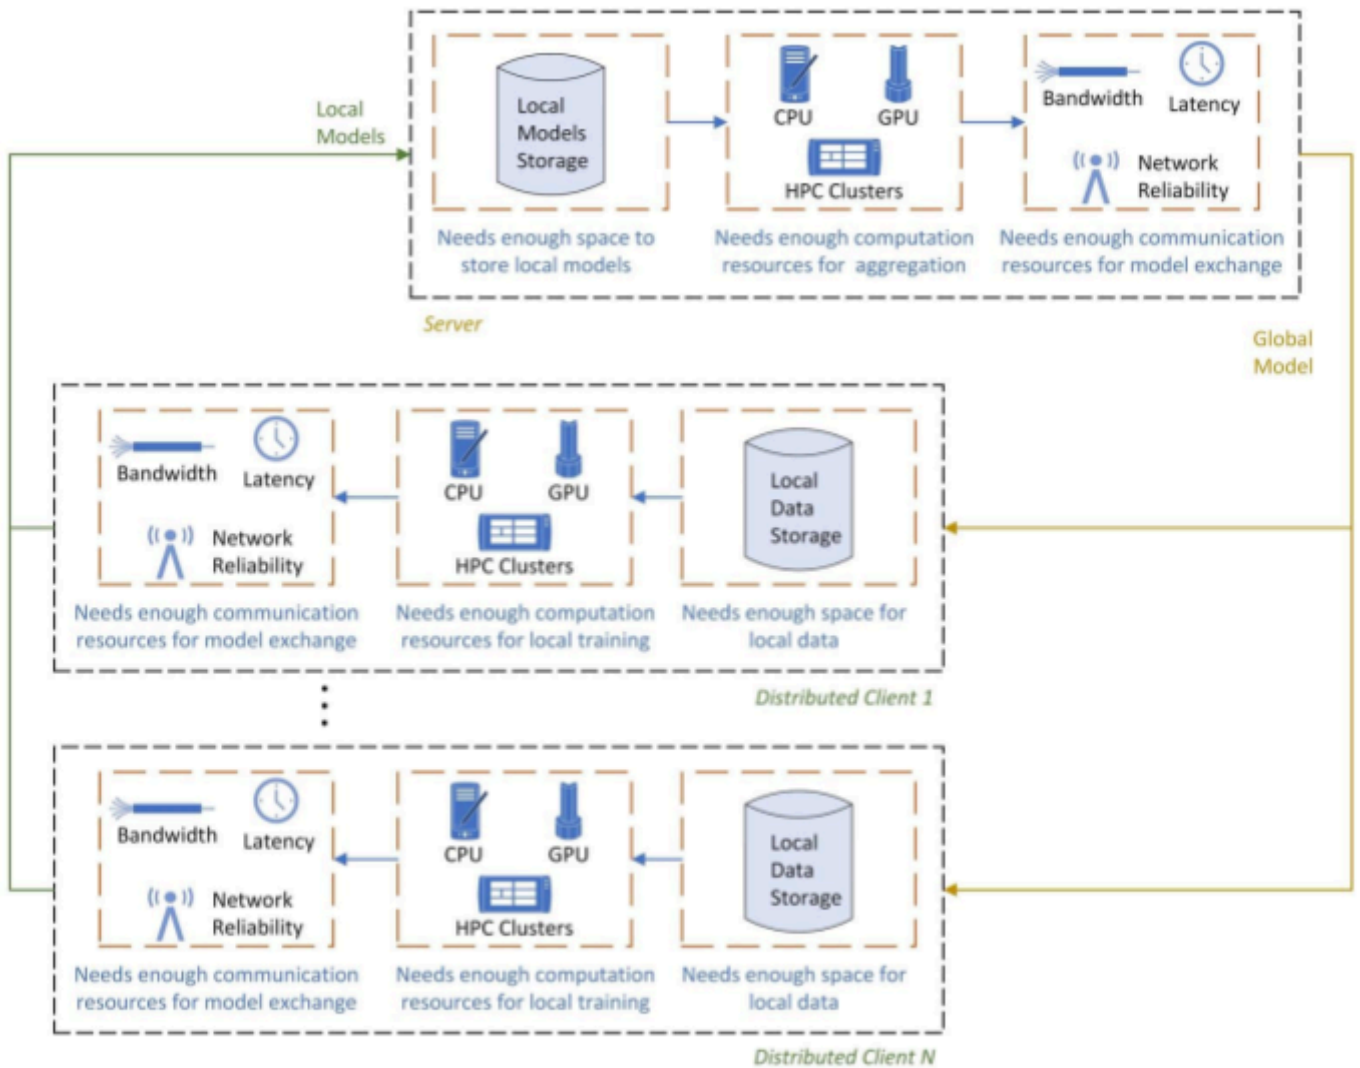 Local
Models
Local
Models
Storage
CPU
GPU
HPC Clusters
Bandwidth
Latency
Network
Reliability
Needs enough space to
store local models
Needs enough computation
resources for aggregation
Needs enough communication
resources for model exchange
Server
Global
Model
Bandwidth
Latency
Network
Reliability
CPU
GPU
HPC Clusters
Local
Data
Storage
Needs enough communication
resources for model exchange
Needs enough computation
resources for local training
Needs enough space for
local data
Distributed Client 1
Bandwidth
Latency
Network
Reliability
CPU
GPU
HPC Clusters
Local
Data
Storage
Needs enough communication
resources for model exchange
Needs enough computation
resources for local training
Needs enough space for
local data
Distributed Client N